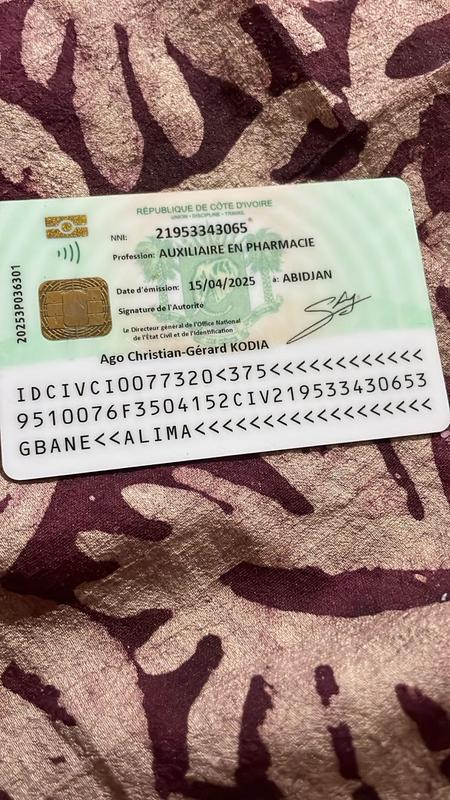 RÉPUBLIQUE DE CÔTE D'IVOIRE
UNION - DISCIPLINE - TRAVAIL
NNI: 21953343065
Profession: AUXILIAIRE EN PHARMACIE
Date d'émission: 15/04/2025 à: ABIDJAN
Signature de l'Autorité
Le Directeur général de l'Office National
de l'État Civil et de l'Identification
Ago Christian-Gérard KODIA
20253P036301
IDCIVCI0077320<375<<<<<<<<<<<<
9510076F3504152CIV219533430653
GBANE<<ALIMA<<<<<<<<<<<<<<<<<<